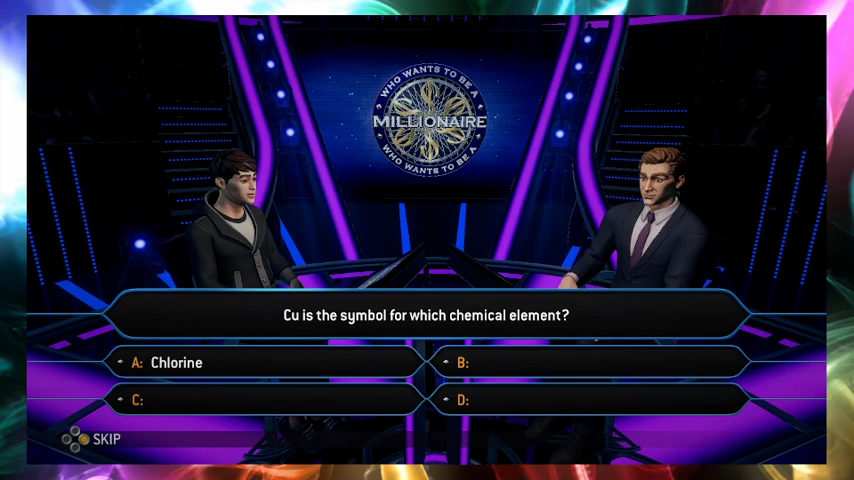 WHO WANTS TO BE A
MILLIONAIRE
WHO WANTS TO BE A
Cu is the symbol for which chemical element?
A: Chlorine
B:
C:
D:
SKIP